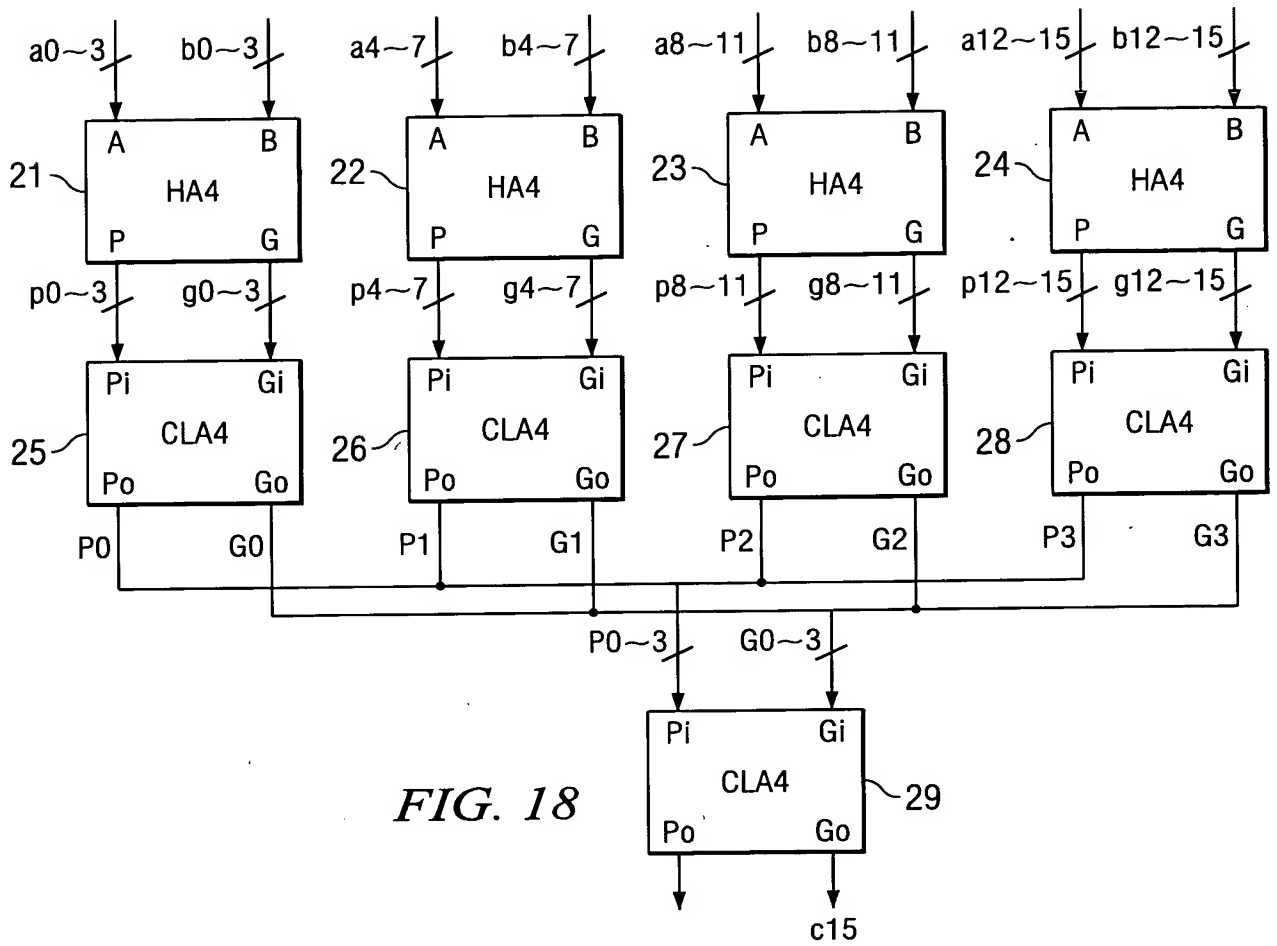 a0~3 b0~3 a4~7 b4~7 a8~11 b8~11 a12~15 b12~15
A B A B A B A B
21 HA4 22 HA4 23 HA4 24 HA4
P G P G P G P G
p0~3 g0~3 p4~7 g4~7 p8~11 g8~11 p12~15 g12~15
Pi Gi Pi Gi Pi Gi Pi Gi
25 CLA4 26 CLA4 27 CLA4 28 CLA4
Po Go Po Go Po Go Po Go
P0 G0 P1 G1 P2 G2 P3 G3
P0~3 G0~3
Pi Gi
CLA4 29
FIG. 18
Po Go
c15